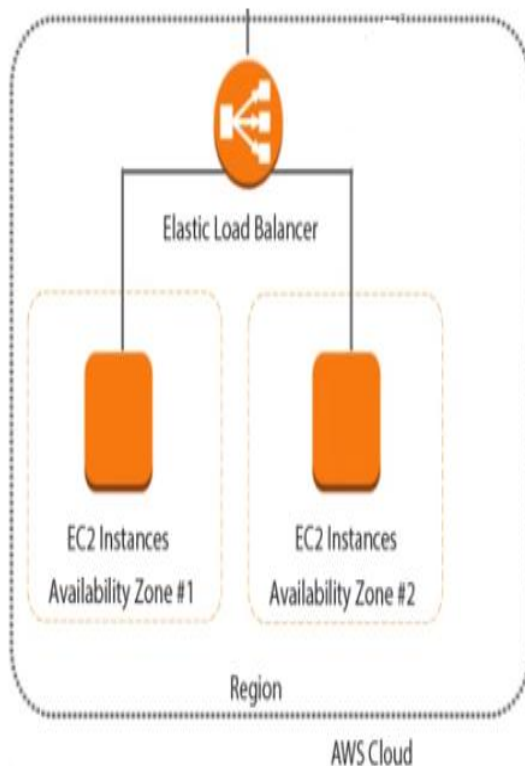 Elastic Load Balancer
EC2 Instances
Availability Zone #1
EC2 Instances
Availability Zone #2
Region
AWS Cloud